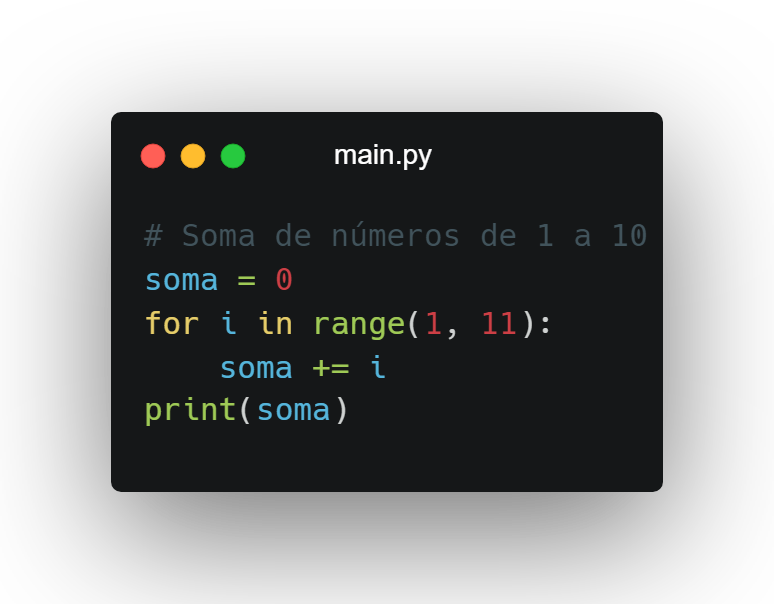 main.py
# Soma de números de 1 a 10
soma = 0
for i in range(1, 11):
    soma += i
print(soma)